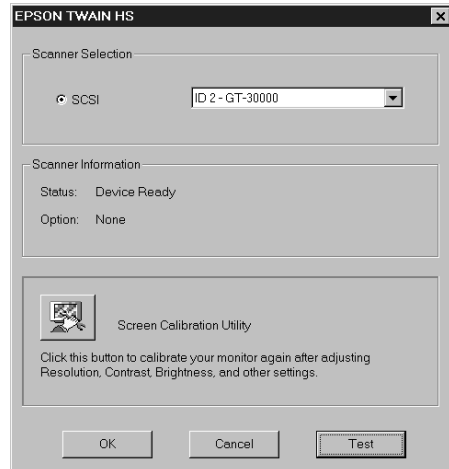 EPSON TWAIN HS
Scanner Selection
SCSI
ID 2 - GT-30000
Scanner Information
Status: Device Ready
Option: None
Screen Calibration Utility
Click this button to calibrate your monitor again after adjusting
Resolution, Contrast, Brightness, and other settings.
OK Cancel Test